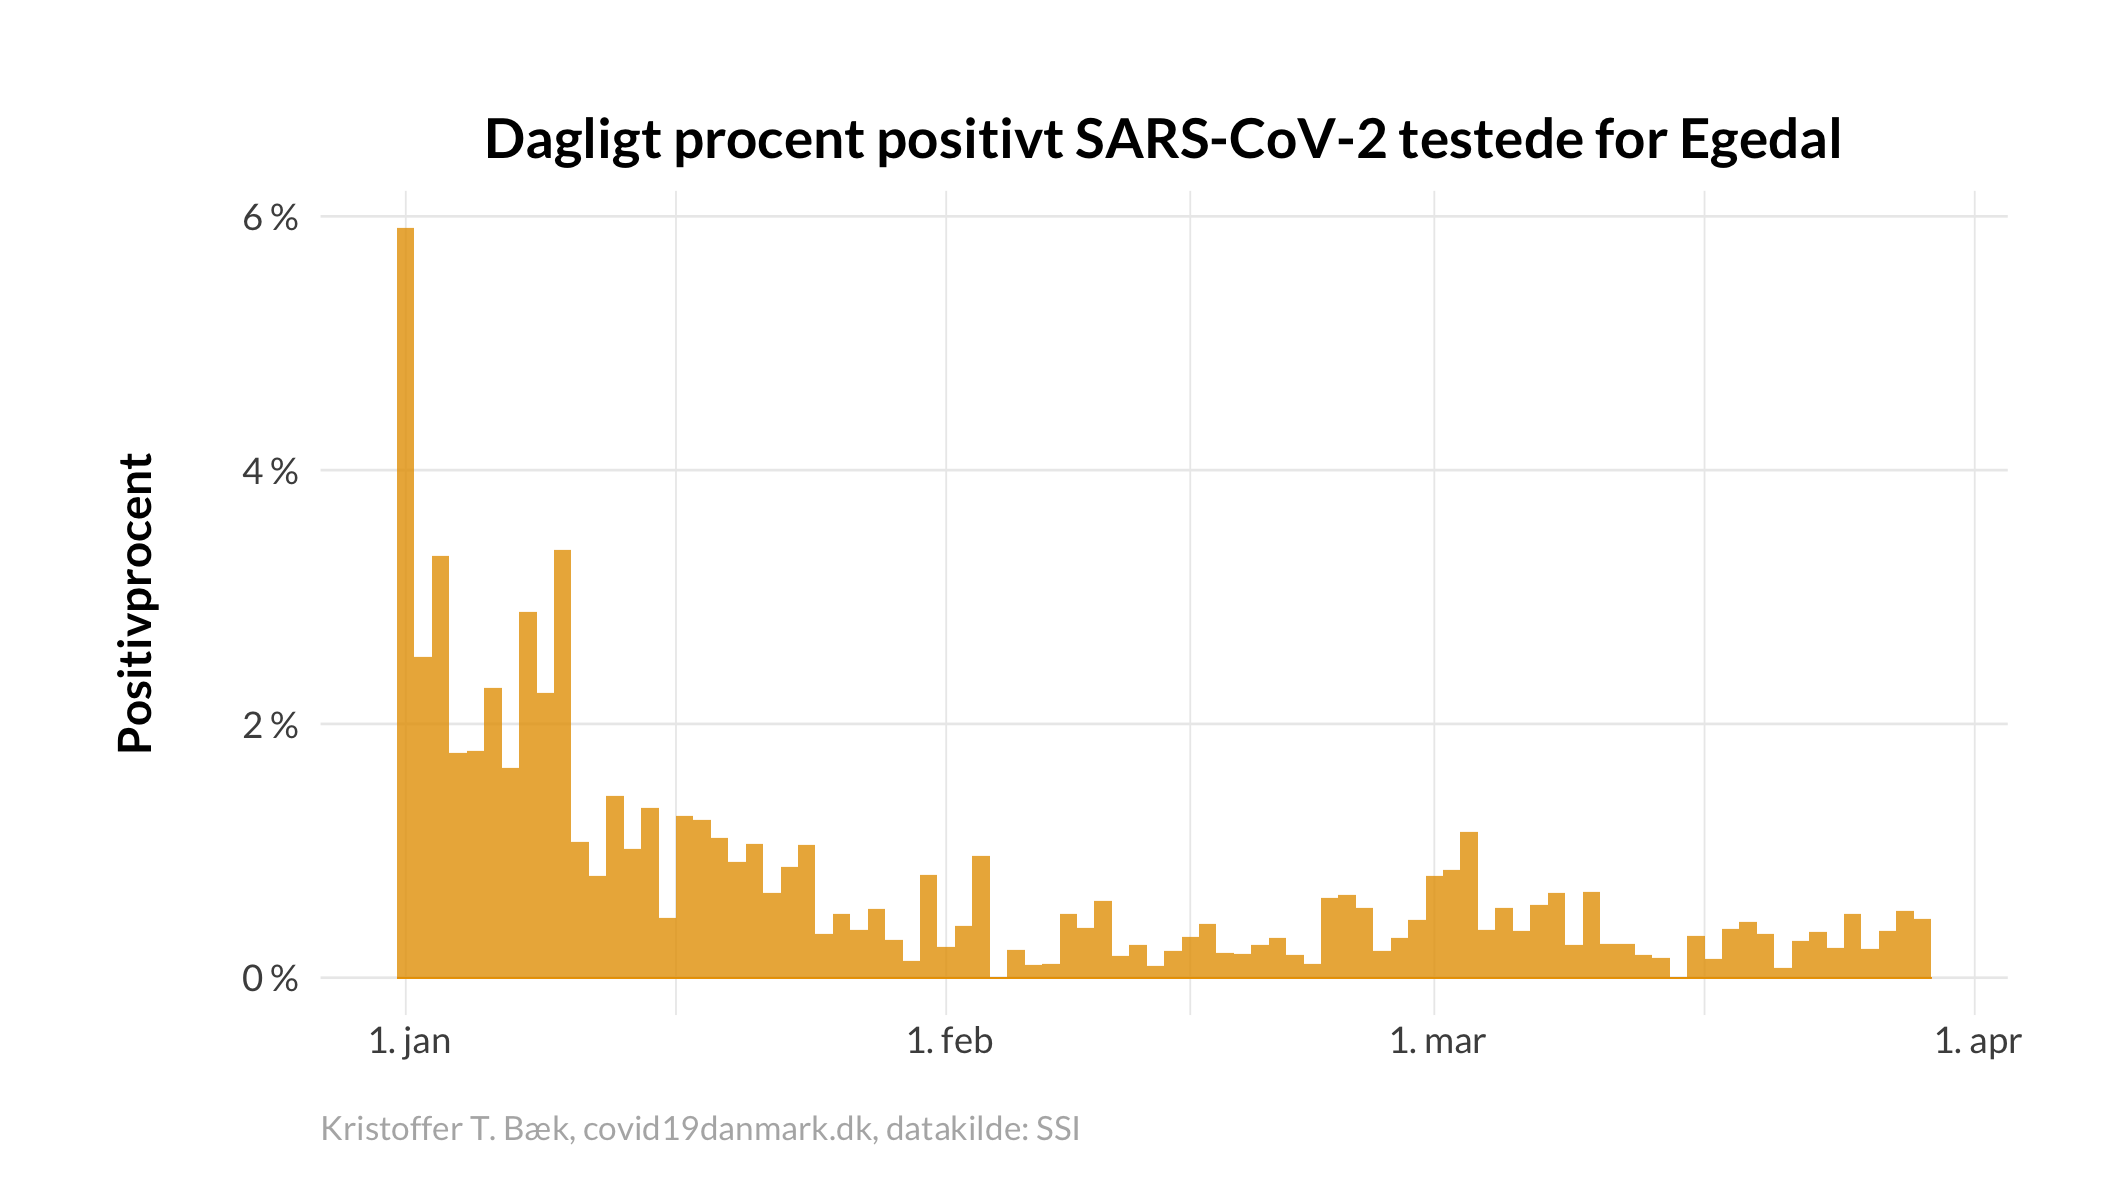 Dagligt procent positivt SARS-CoV-2 testede for Egedal
Positivprocent
6 %
4 %
2 %
0 %
1. jan
1. feb
1. mar
1. apr
Kristoffer T. Bæk, covid19danmark.dk, datakilde: SSI